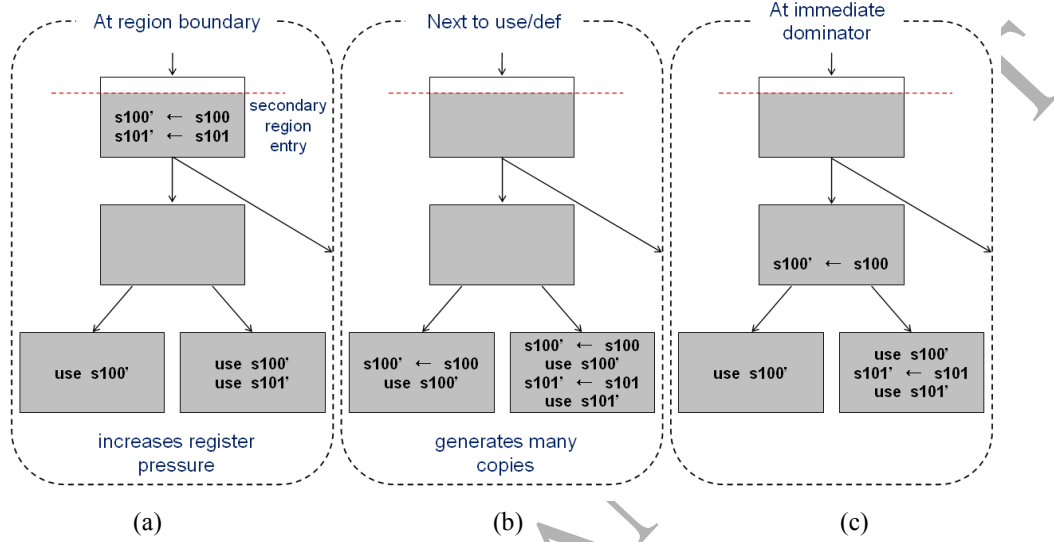 At region boundary
s100' ← s100
s101' ← s101
secondary
region
entry
use s100'
use s100'
use s101'
increases register
pressure
(a)
Next to use/def
s100' ← s100
use s100'
s100' ← s100
use s100'
s101' ← s101
use s101'
generates many
copies
(b)
At immediate
dominator
s100' ← s100
use s100'
use s100'
s101' ← s101
use s101'
(c)